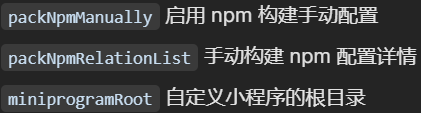 packNpmManually 启用 npm 构建手动配置
packNpmRelationList 手动构建 npm 配置详情
miniprogramRoot 自定义小程序的根目录